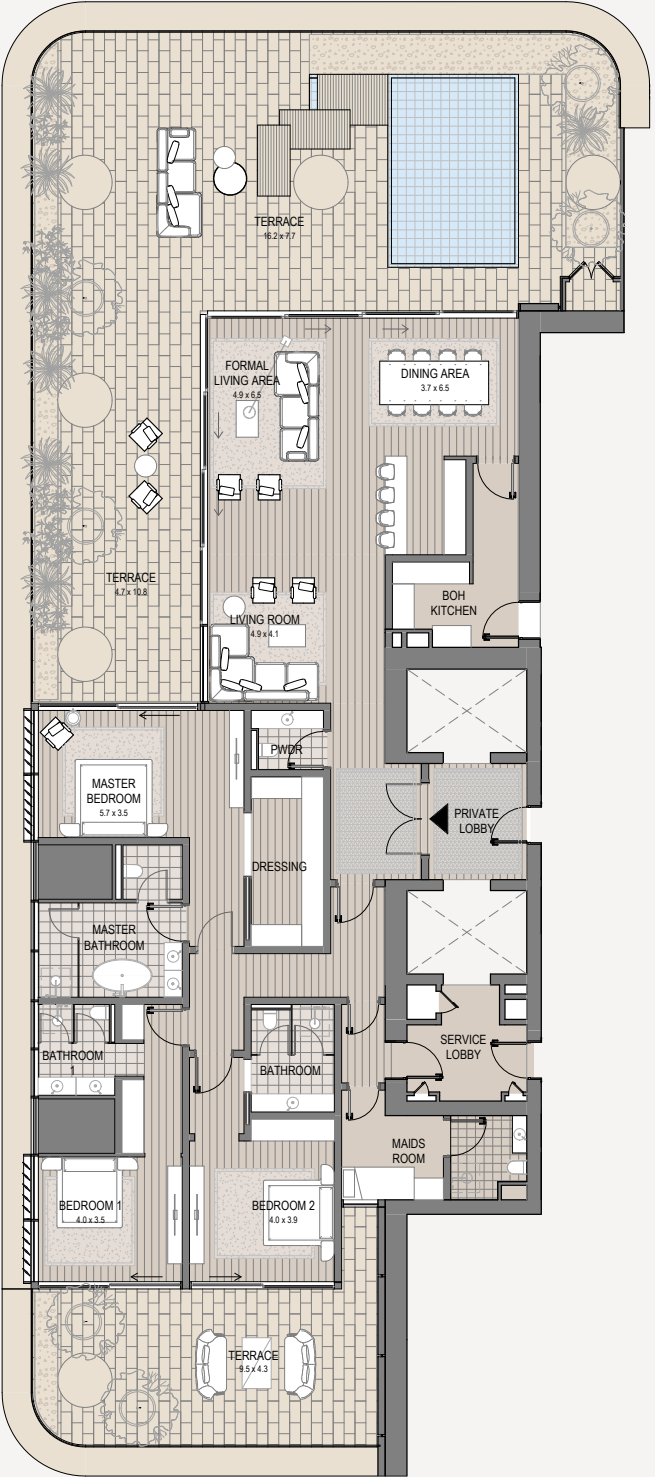 TERRACE
16.2 x 7.7
FORMAL
LIVING AREA
4.9 x 6.5
DINING AREA
3.7 x 6.5
TERRACE
4.7 x 10.8
BOH
KITCHEN
LIVING ROOM
4.9 x 4.1
PWDR
MASTER
BEDROOM
5.7 x 3.5
PRIVATE
LOBBY
DRESSING
MASTER
BATHROOM
SERVICE
LOBBY
BATHROOM
1
BATHROOM
MAIDS
ROOM
BEDROOM 1
4.0 x 3.5
BEDROOM 2
4.0 x 3.9
TERRACE
9.5 x 4.3